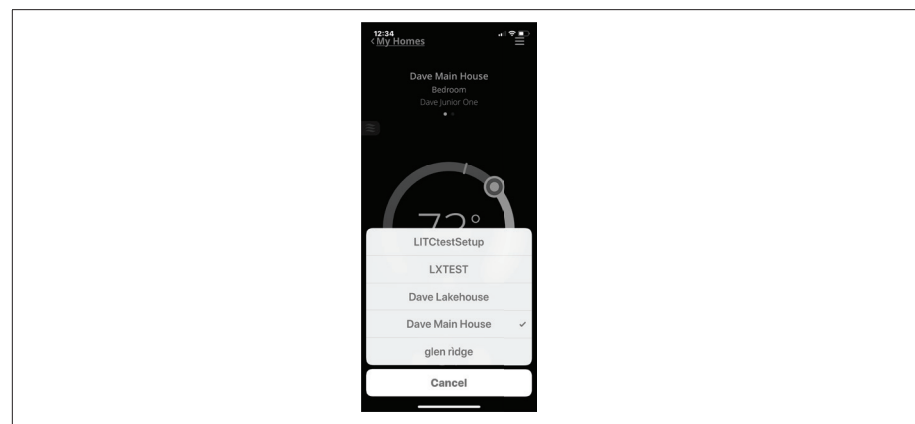 12:34
< My Homes
Dave Main House
Bedroom
Dave Junior One
73°
LITCtestSetup
LXTEST
Dave Lakehouse
Dave Main House
glen ridge
Cancel